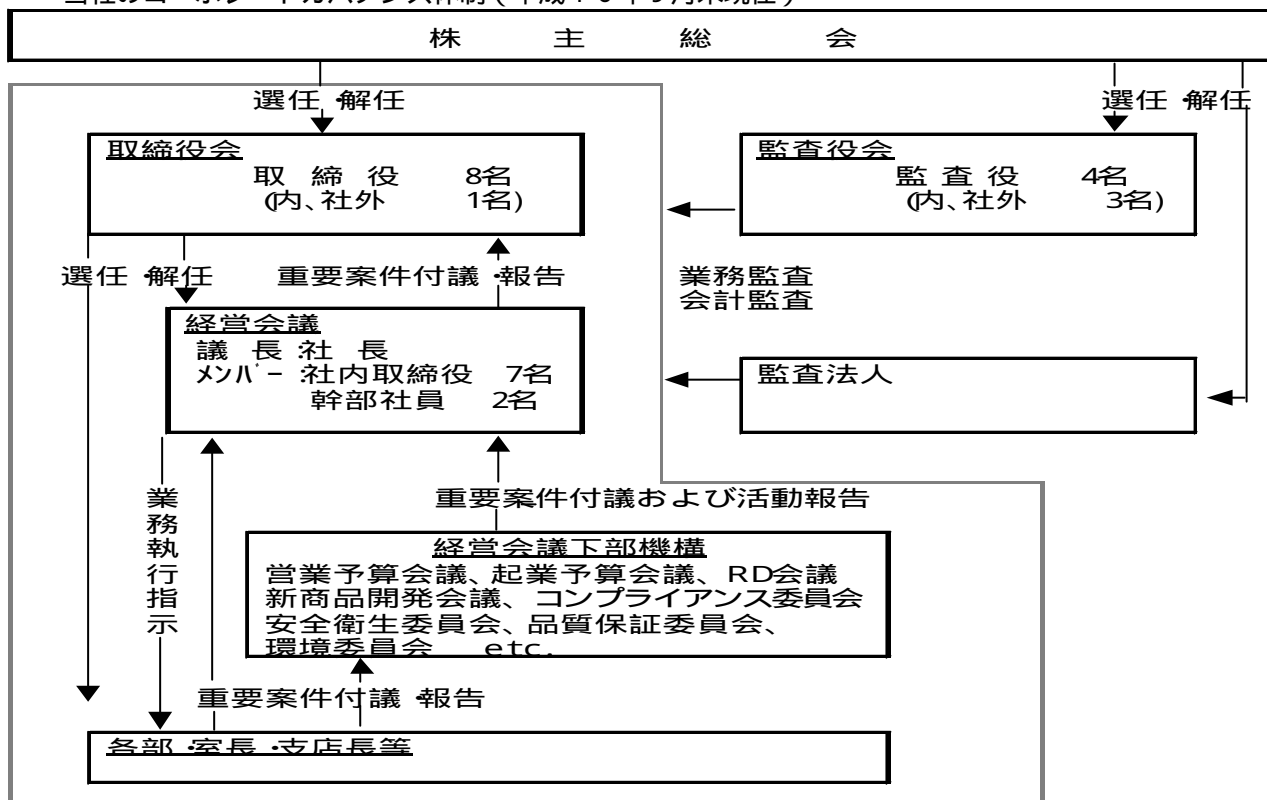 株主総会
選任・解任
選任・解任
取締役会
取締役 8名
(内、社外 1名)
監査役会
監査役 4名
(内、社外 3名)
選任・解任
重要案件付議・報告
業務監査
会計監査
経営会議
議長:社長
メンバー:社内取締役 7名
幹部社員 2名
監査法人
業務執行指示
重要案件付議および活動報告
経営会議下部機構
営業予算会議、起業予算会議、RD会議
新商品開発会議、コンプライアンス委員会
安全衛生委員会、品質保証委員会、
環境委員会 etc.
重要案件付議・報告
各部・室長・支店長等